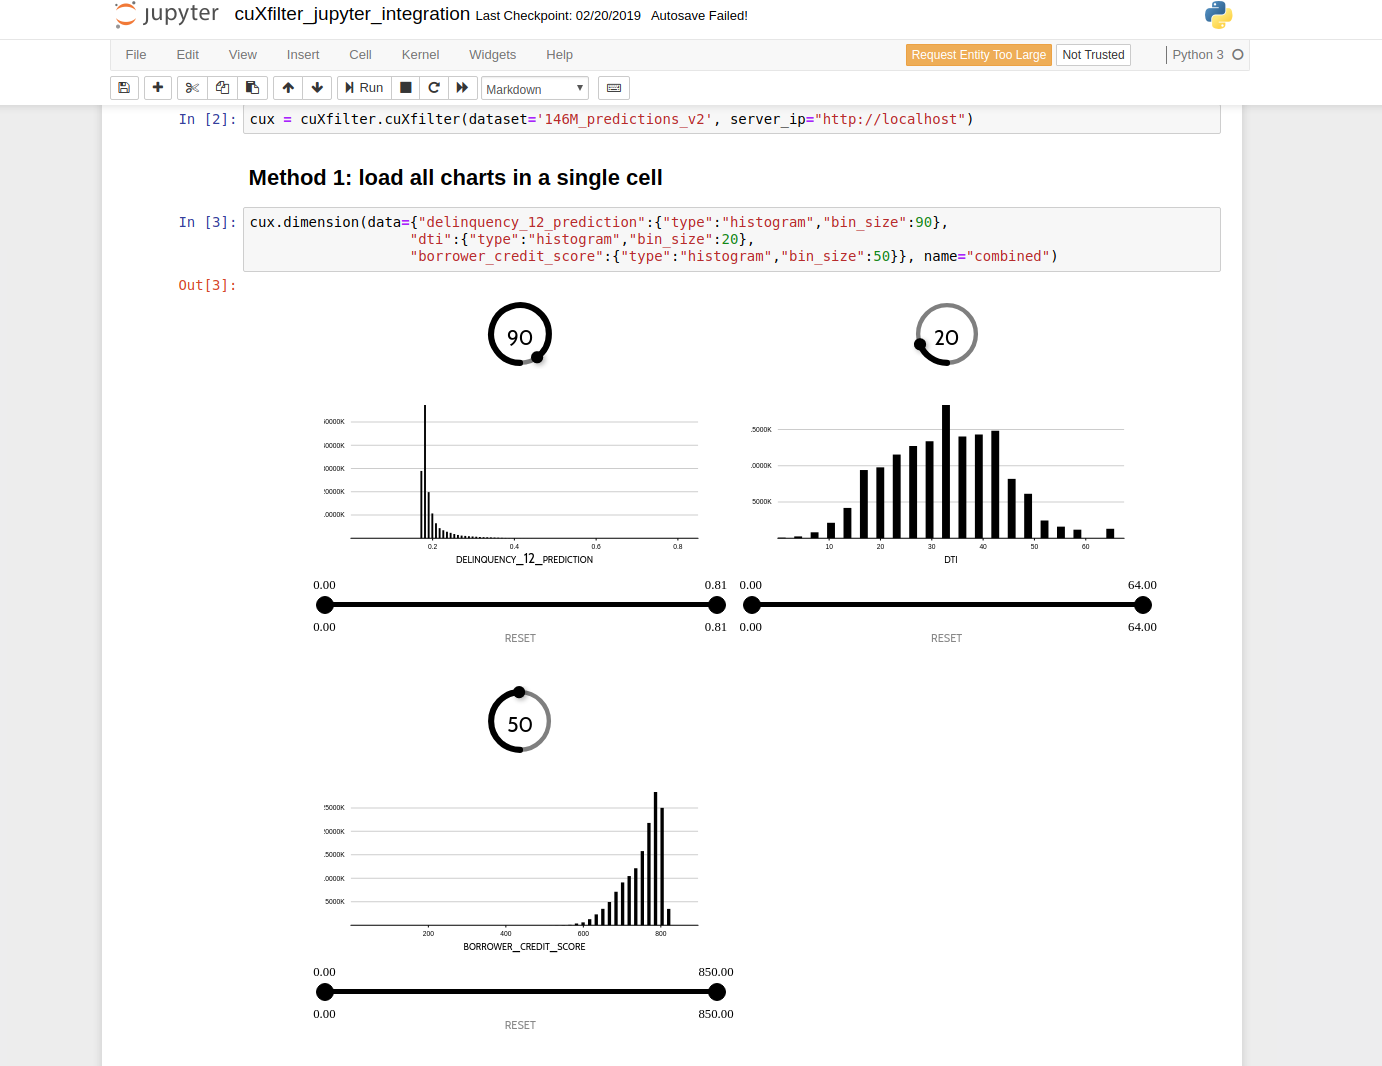 jupyter cuXfilter_jupyter_integration Last Checkpoint: 02/20/2019 Autosave Failed!
File Edit View Insert Cell Kernel Widgets Help Request Entity Too Large Not Trusted Python 3
Run Markdown
In [2]: cux = cuXfilter.cuXfilter(dataset='146M_predictions_v2', server_ip="http://localhost")
Method 1: load all charts in a single cell
In [3]: cux.dimension(data={"delinquency_12_prediction":{"type":"histogram","bin_size":90},
"dti":{"type":"histogram","bin_size":20},
"borrower_credit_score":{"type":"histogram","bin_size":50}}, name="combined")
Out[3]:
90 20
0000K
0000K
0000K
0000K
0000K
0.2 0.4 0.6 0.8
DELINQUENCY_12_PREDICTION
5000K
0000K
5000K
10 20 30 40 50 60
DTI
0.00 0.81 0.00 64.00
0.00 0.81 0.00 64.00
RESET RESET
50
5000K
0000K
5000K
0000K
5000K
200 400 600 800
BORROWER_CREDIT_SCORE
0.00 850.00
0.00 850.00
RESET